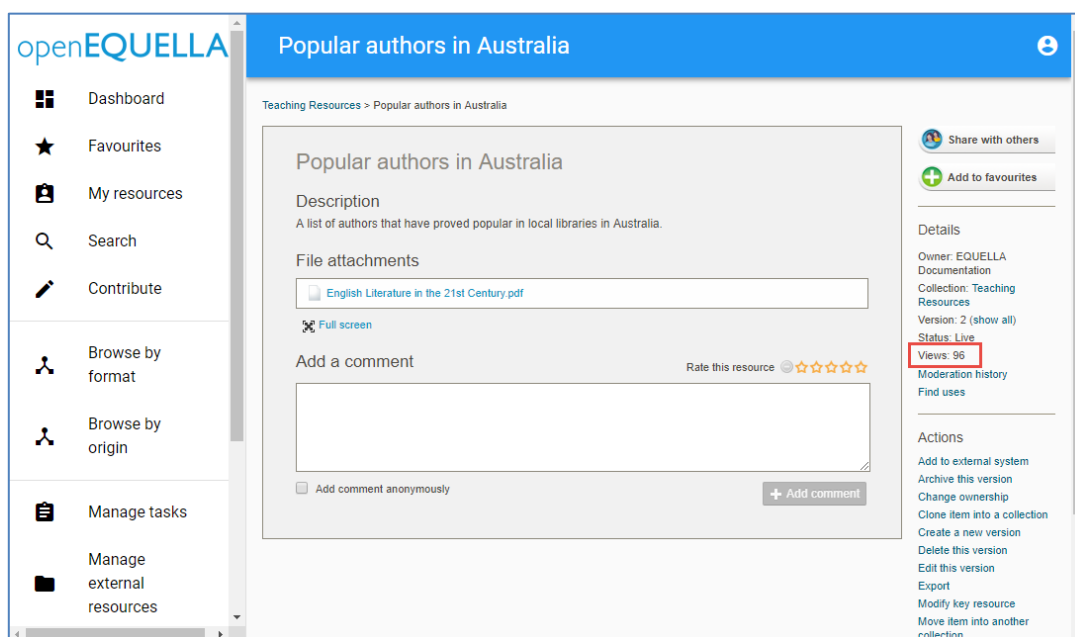 openEQUELLA
Dashboard
Favourites
My resources
Search
Contribute
Browse by
format
Browse by
origin
Manage tasks
Manage
external
resources
Popular authors in Australia
Teaching Resources > Popular authors in Australia
Popular authors in Australia
Description
A list of authors that have proved popular in local libraries in Australia.
File attachments
English Literature in the 21st Century.pdf
Full screen
Add a comment
Rate this resource
Add comment anonymously
Add comment
Share with others
Add to favourites
Details
Owner: EQUELLA
Documentation
Collection: Teaching
Resources
Version: 2 (show all)
Status: Live
Views: 96
Moderation history
Find uses
Actions
Add to external system
Archive this version
Change ownership
Clone item into a collection
Create a new version
Delete this version
Edit this version
Export
Modify key resource
Move item into another
collection